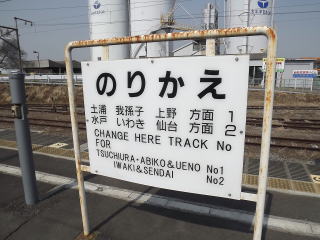 のりかえ
土浦 我孫子 上野 方面 1
水戸 いわき 仙台 方面 2
CHANGE HERE TRACK No
FOR
TSUCHIURA・ABIKO&UENO No1
IWAKI&SENDAI No2